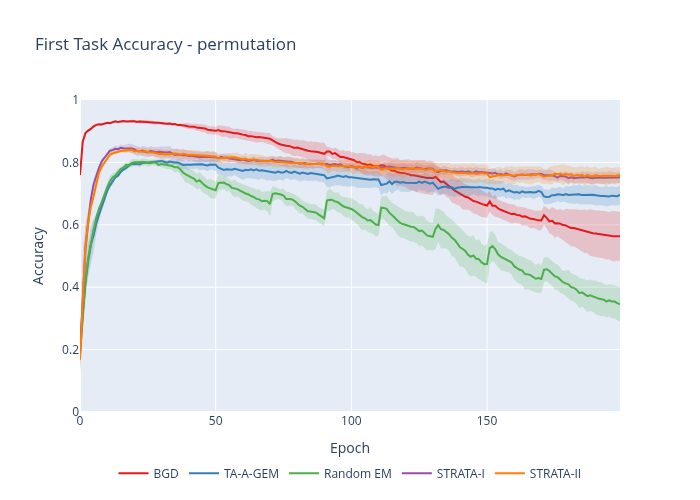 First Task Accuracy - permutation
1
0.8
0.6
0.4
0.2
0
Accuracy
0 50 100 150
Epoch
BGD TA-A-GEM Random EM STRATA-I STRATA-II